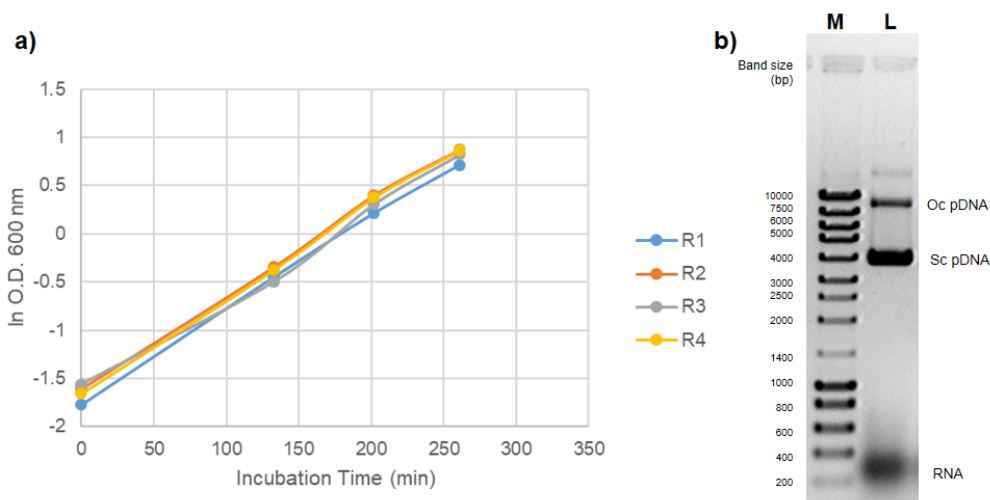 a)
ln O.D. 600 nm
1.5
1
0.5
0
-0.5
-1
-1.5
-2
0 50 100 150 200 250 300 350
Incubation Time (min)
R1
R2
R3
R4
b)
M L
Band size
(bp)
10000
7500
6000
5000
4000
3000
2500
2000
1400
1000
800
600
400
200
Oc pDNA
Sc pDNA
RNA